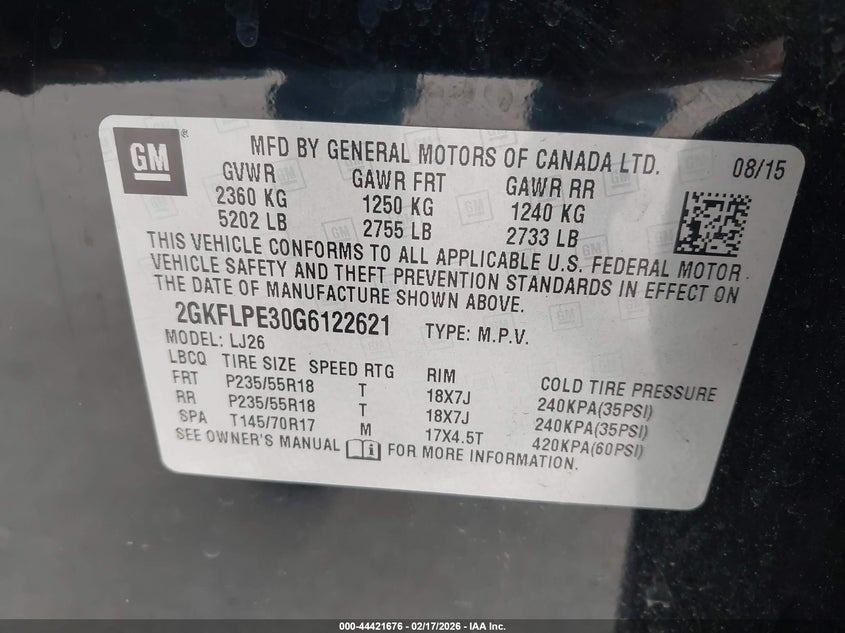 GM
MFD BY GENERAL MOTORS OF CANADA LTD. 08/15
GVWR GAWR FRT GAWR RR
2360 KG 1250 KG 1240 KG
5202 LB 2755 LB 2733 LB
THIS VEHICLE CONFORMS TO ALL APPLICABLE U.S. FEDERAL MOTOR
VEHICLE SAFETY AND THEFT PREVENTION STANDARDS IN EFFECT ON
THE DATE OF MANUFACTURE SHOWN ABOVE.
2GKFLPE30G6122621 TYPE: M.P.V.
MODEL: LJ26
LBCQ TIRE SIZE SPEED RTG RIM COLD TIRE PRESSURE
FRT P235/55R18 T 18X7J 240KPA(35PSI)
RR P235/55R18 T 18X7J 240KPA(35PSI)
SPA T145/70R17 M 17X4.5T 420KPA(60PSI)
SEE OWNER'S MANUAL FOR MORE INFORMATION.
000-44421676 - 02/17/2026 - IAA Inc.